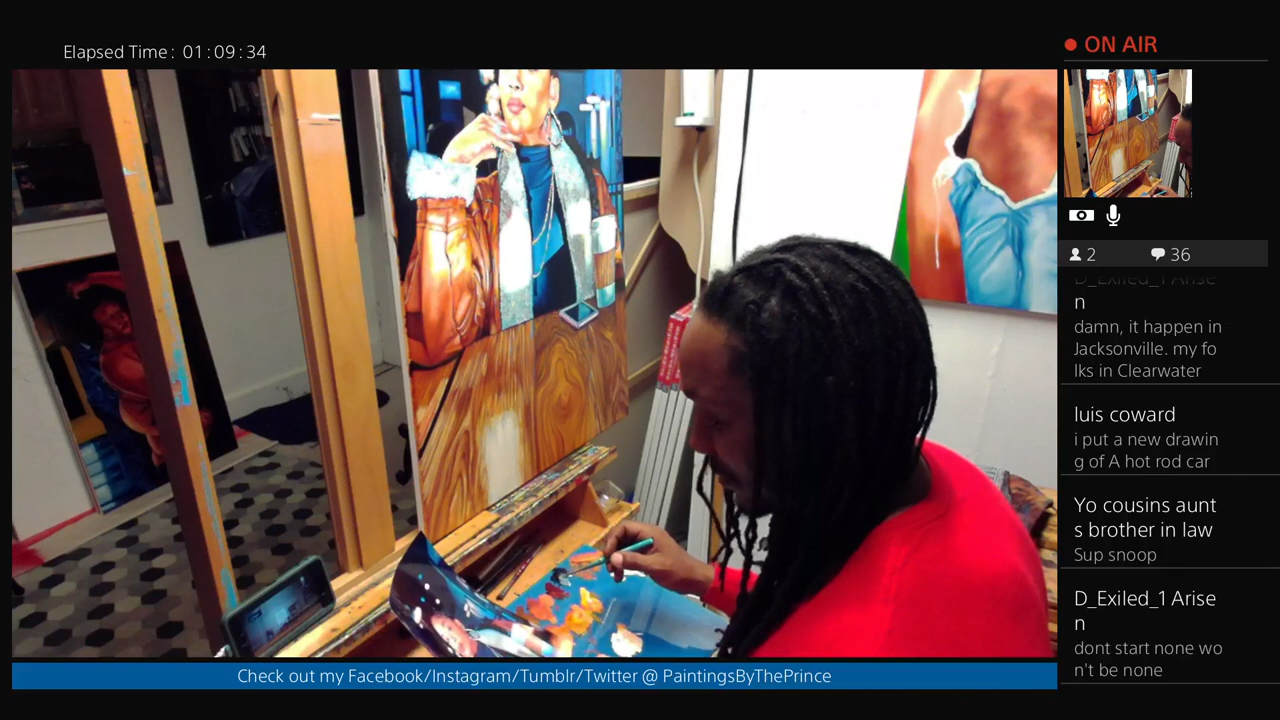 Elapsed Time: 01:09:34
ON AIR
2 36
D_Exiled_1 Arise
n
damn, it happen in
Jacksonville. my fo
lks in Clearwater
luis coward
i put a new drawin
g of A hot rod car
Yo cousins aunt
s brother in law
Sup snoop
D_Exiled_1 Arise
n
dont start none wo
n't be none
Check out my Facebook/Instagram/Tumblr/Twitter @ PaintingsByThePrince